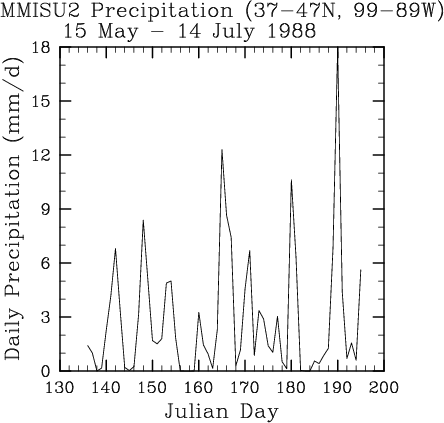 MMISU2 Precipitation (37-47N, 99-89W)
15 May - 14 July 1988
Daily Precipitation (mm/d)
18
15
12
9
6
3
0
130 140 150 160 170 180 190 200
Julian Day